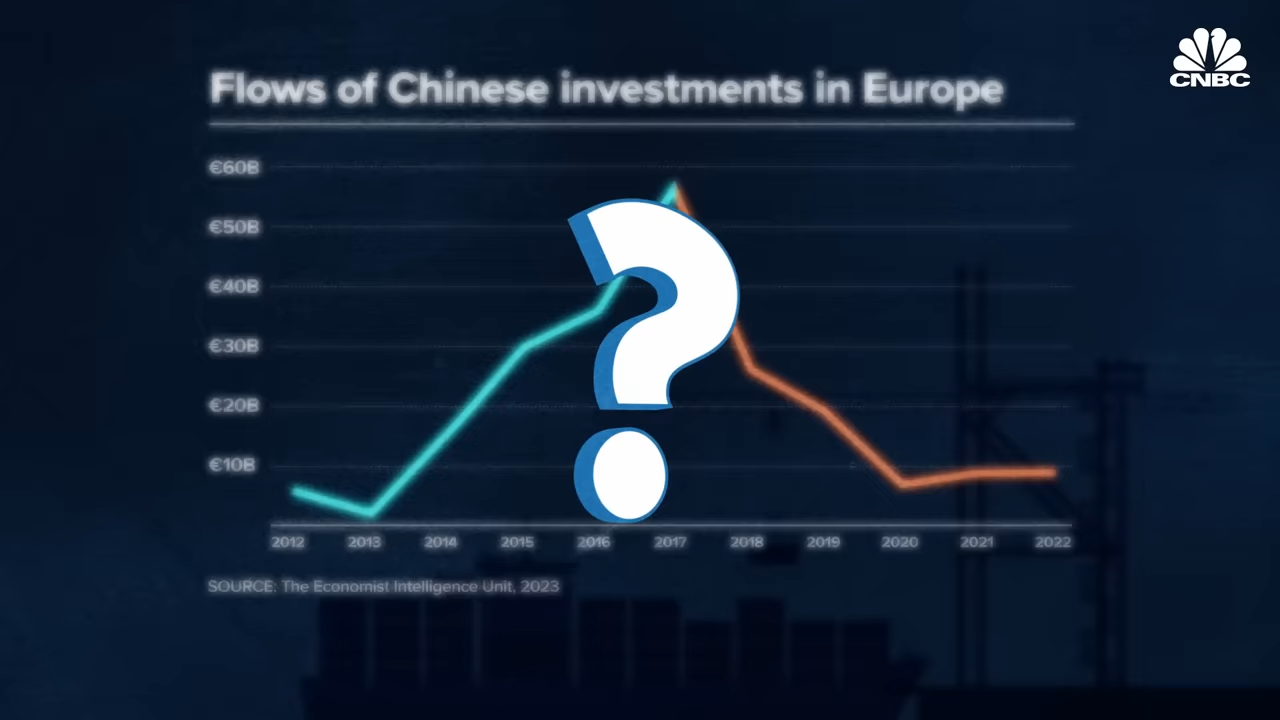 CNBC
Flows of Chinese investments in Europe
€60B
€50B
€40B
€30B
€20B
€10B
2012 2013 2014 2015 2016 2017 2018 2019 2020 2021 2022
SOURCE: The Economist Intelligence Unit, 2023
?